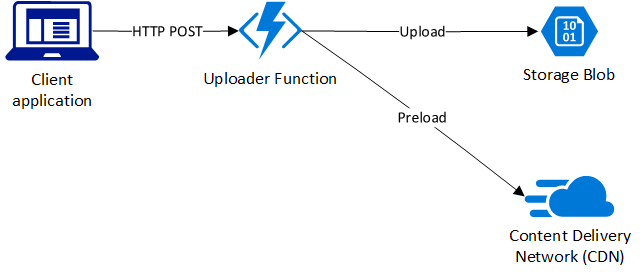 HTTP POST
Upload
10
01
Client
application
Uploader Function
Storage Blob
Preload
Content Delivery
Network (CDN)